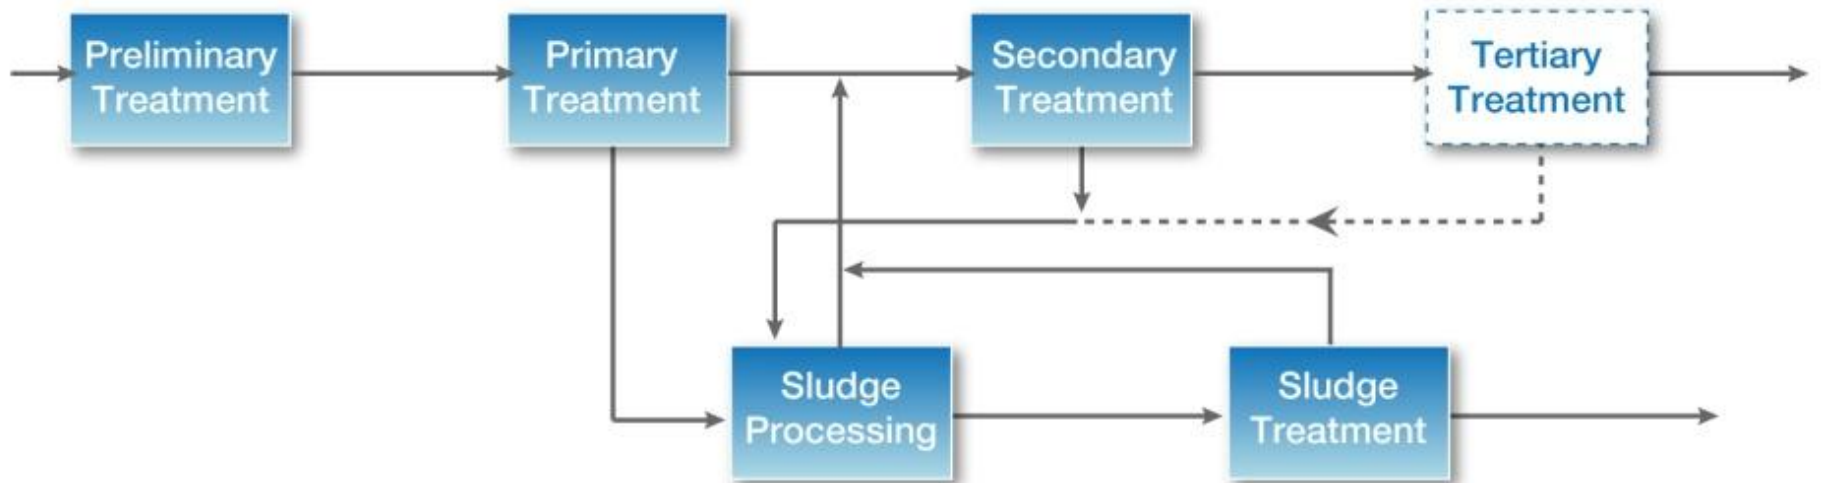 Preliminary
Treatment
Primary
Treatment
Secondary
Treatment
Tertiary
Treatment
Sludge
Processing
Sludge
Treatment